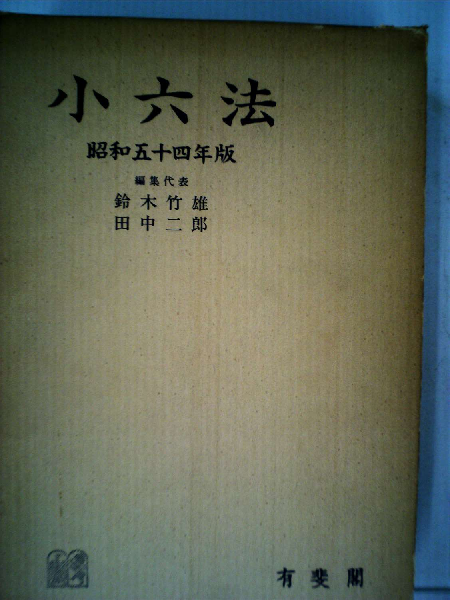 小六法
昭和五十四年版
編集代表
鈴木竹雄
田中二郎
有斐閣